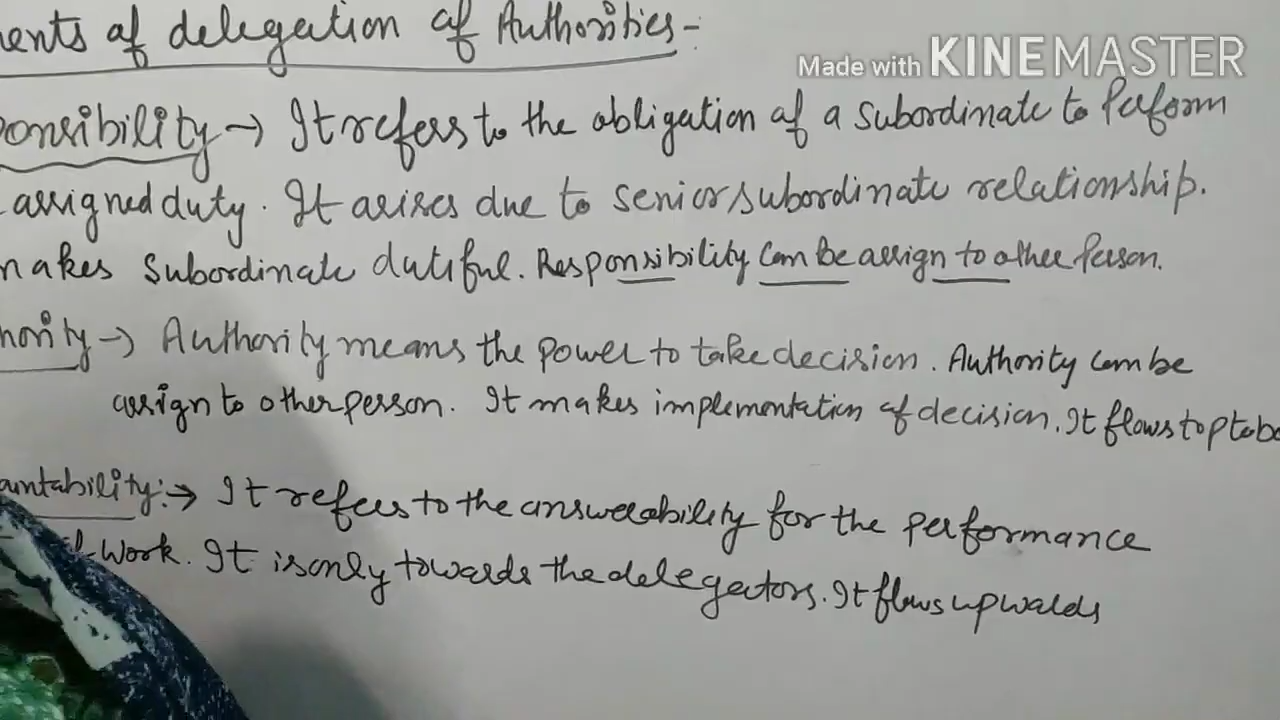 ents of delegation of Authorities-
Made with KINEMASTER
ponsibility → It refers to the obligation of a subordinate to Perform
assigned duty. It arises due to senior subordinate relationship.
makes Subordinate dutiful. Responsibility Can be assign to other Person.
hority → Authority means the power to take decision. Authority Can be
assign to other person. It makes implementation of decision. It flows top to bo
ountability:→ It refers to the answerability for the performance
Work. It is only towards the delegators. It flows upwards